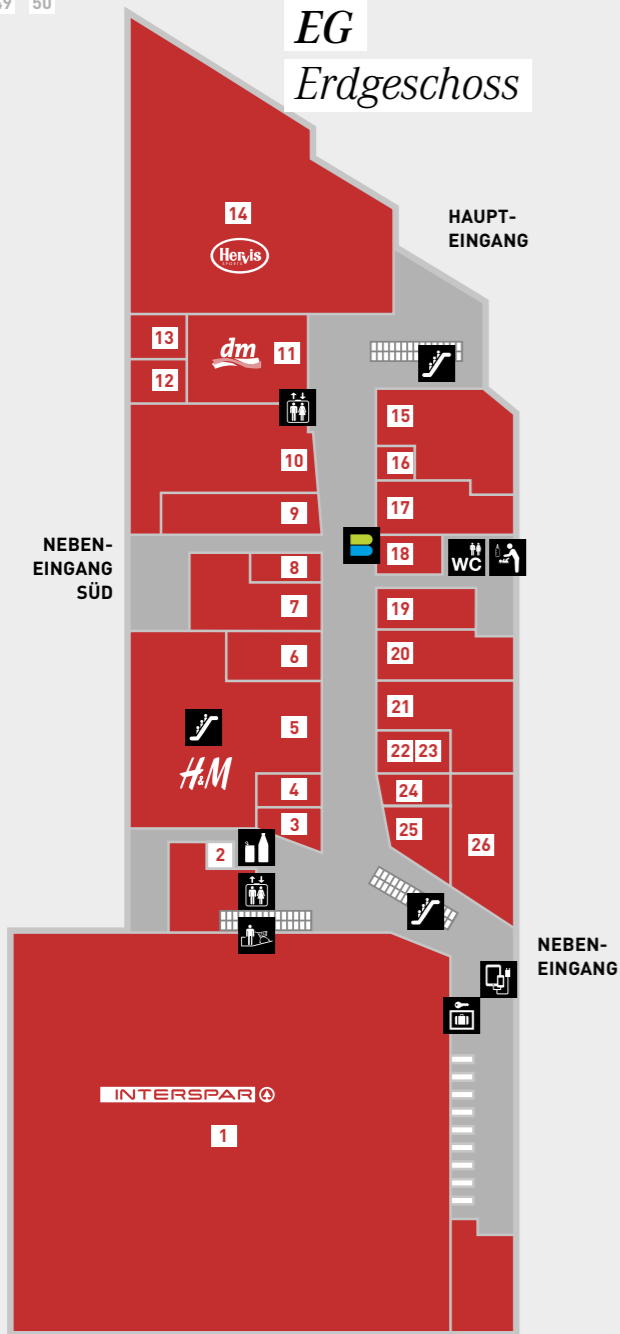 49 50
EG
Erdgeschoss
14
HAUPT-
EINGANG
Hervis
SPORTS
13
dm
11
12
15
10
16
9
17
NEBEN-
EINGANG
SÜD
18
WC
8
7
19
6
20
5
21
H&M
22 23
4
24
3
25
2
26
NEBEN-
EINGANG
INTERSPAR
1